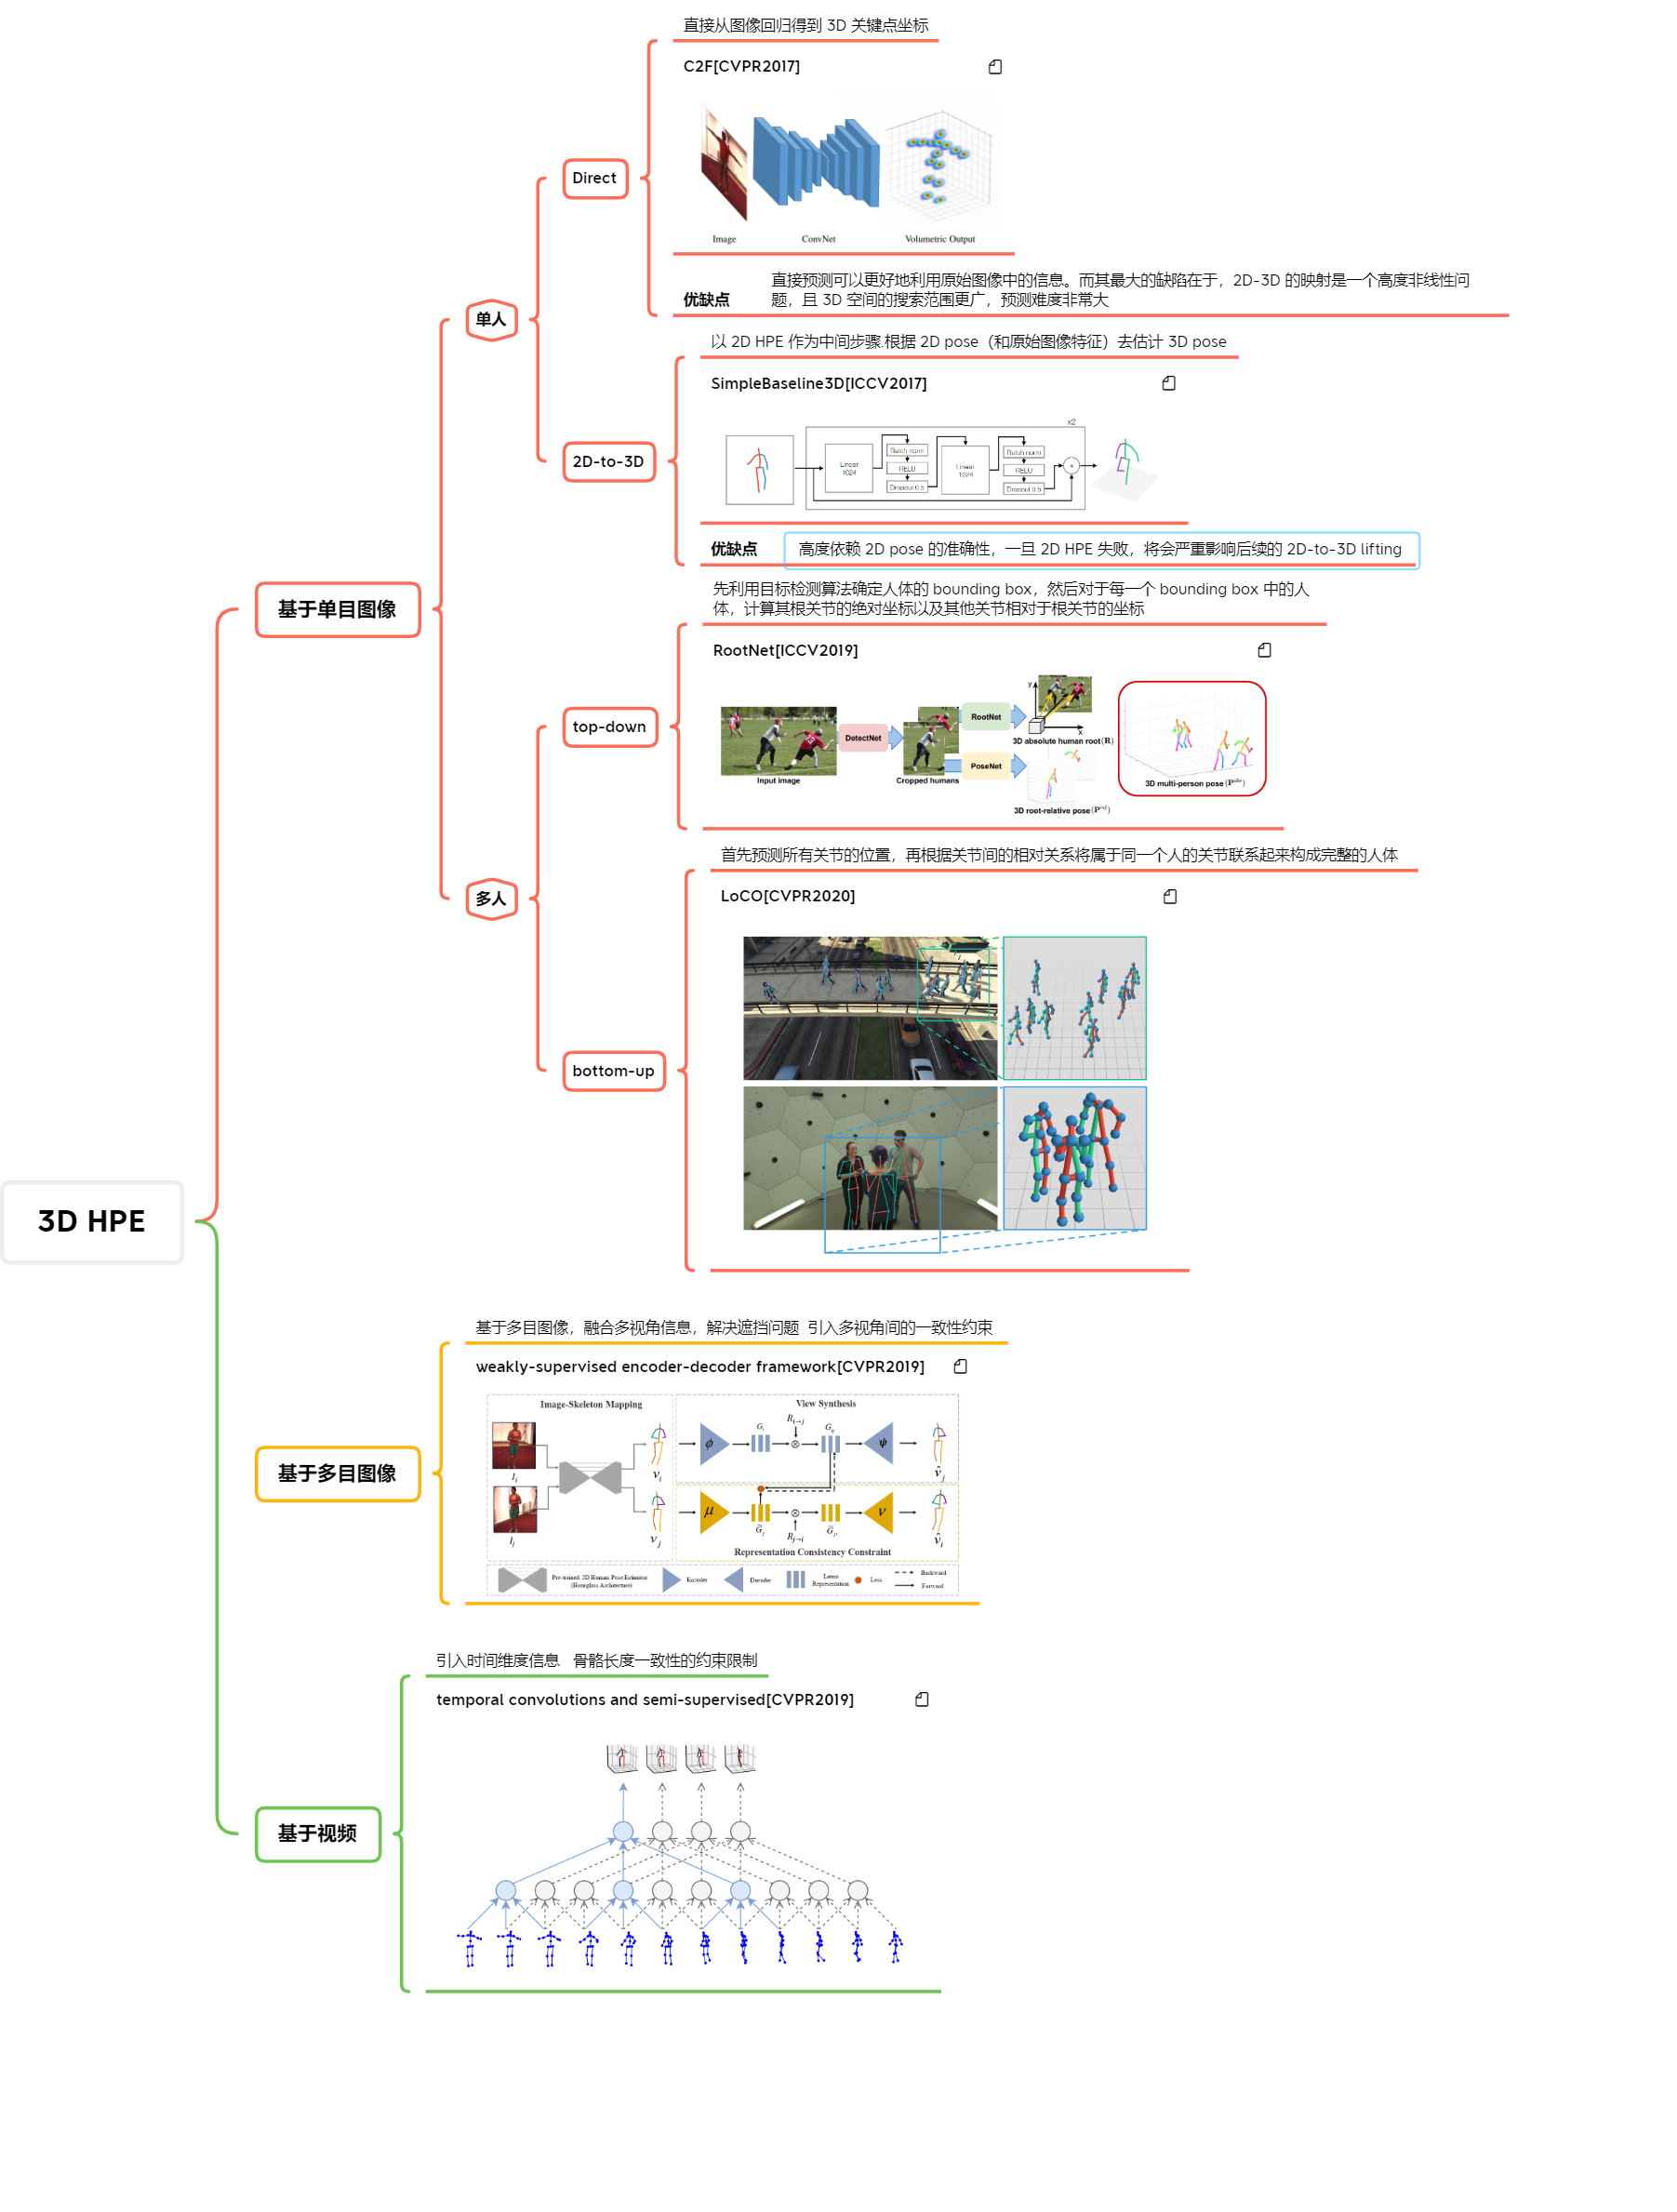 3D HPE
基于单目图像
单人
Direct
直接从图像回归得到 3D 关键点坐标
C2F[CVPR2017]
Image
ConvNet
Volumetric Output
优缺点
直接预测可以更好地利用原始图像中的信息。而其最大的缺陷在于，2D-3D 的映射是一个高度非线性问
题，且 3D 空间的搜索范围更广，预测难度非常大
2D-to-3D
以 2D HPE 作为中间步骤.根据 2D pose（和原始图像特征）去估计 3D pose
SimpleBaseline3D[ICCV2017]
x2
Linear
1024
Batch norm
RELU
Dropout 0.5
Linear
1024
Batch norm
RELU
Dropout 0.5
+
优缺点
高度依赖 2D pose 的准确性，一旦 2D HPE 失败，将会严重影响后续的 2D-to-3D lifting
多人
top-down
先利用目标检测算法确定人体的 bounding box，然后对于每一个 bounding box 中的人
体，计算其根关节的绝对坐标以及其他关节相对于根关节的坐标
RootNet[ICCV2019]
Input image
DetectNet
Cropped humans
RootNet
PoseNet
y
x
3D absolute human root (R)
3D root-relative pose (P^rel)
3D multi-person pose (P^abs)
bottom-up
首先预测所有关节的位置，再根据关节间的相对关系将属于同一个人的关节联系起来构成完整的人体
LoCO[CVPR2020]
基于多目图像
基于多目图像，融合多视角信息，解决遮挡问题 引入多视角间的一致性约束
weakly-supervised encoder-decoder framework[CVPR2019]
Image-Skeleton Mapping
View Synthesis
I_i
I_j
v_i
v_j
ϕ
G_i
R_i→j
G_ij
ψ
v̂_j
μ
G̃_j
R_j→i
G̃_ji
ν
v̂_i
Representation Consistency Constraint
Pre-trained 2D Human Pose Estimator
(Hourglass Architecture)
Encoder
Decoder
Latent
Representation
Loss
Backward
Forward
基于视频
引入时间维度信息 骨骼长度一致性的约束限制
temporal convolutions and semi-supervised[CVPR2019]